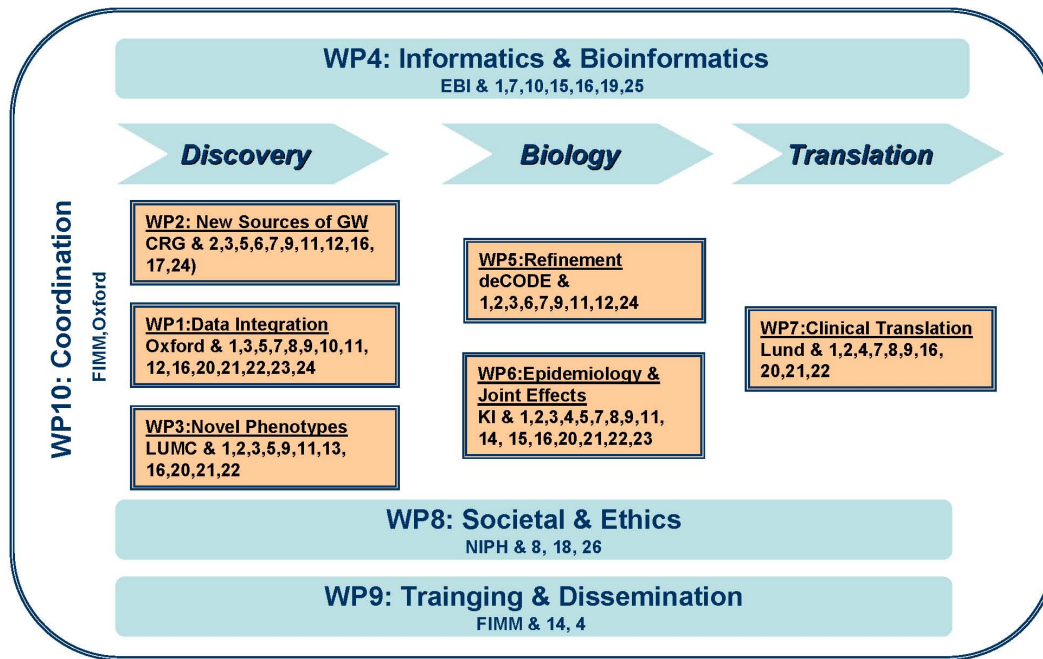 WP4: Informatics & Bioinformatics
EBI & 1,7,10,15,16,19,25
Discovery
Biology
Translation
WP10: Coordination
FIMM,Oxford
WP2: New Sources of GW
CRG & 2,3,5,6,7,9,11,12,16,
17,24)
WP1:Data Integration
Oxford & 1,3,5,7,8,9,10,11,
12,16,20,21,22,23,24
WP3:Novel Phenotypes
LUMC & 1,2,3,5,9,11,13,
16,20,21,22
WP5:Refinement
deCODE &
1,2,3,6,7,9,11,12,24
WP6:Epidemiology &
Joint Effects
KI & 1,2,3,4,5,7,8,9,11,
14, 15,16,20,21,22,23
WP7:Clinical Translation
Lund & 1,2,4,7,8,9,16,
20,21,22
WP8: Societal & Ethics
NIPH & 8, 18, 26
WP9: Trainging & Dissemination
FIMM & 14, 4